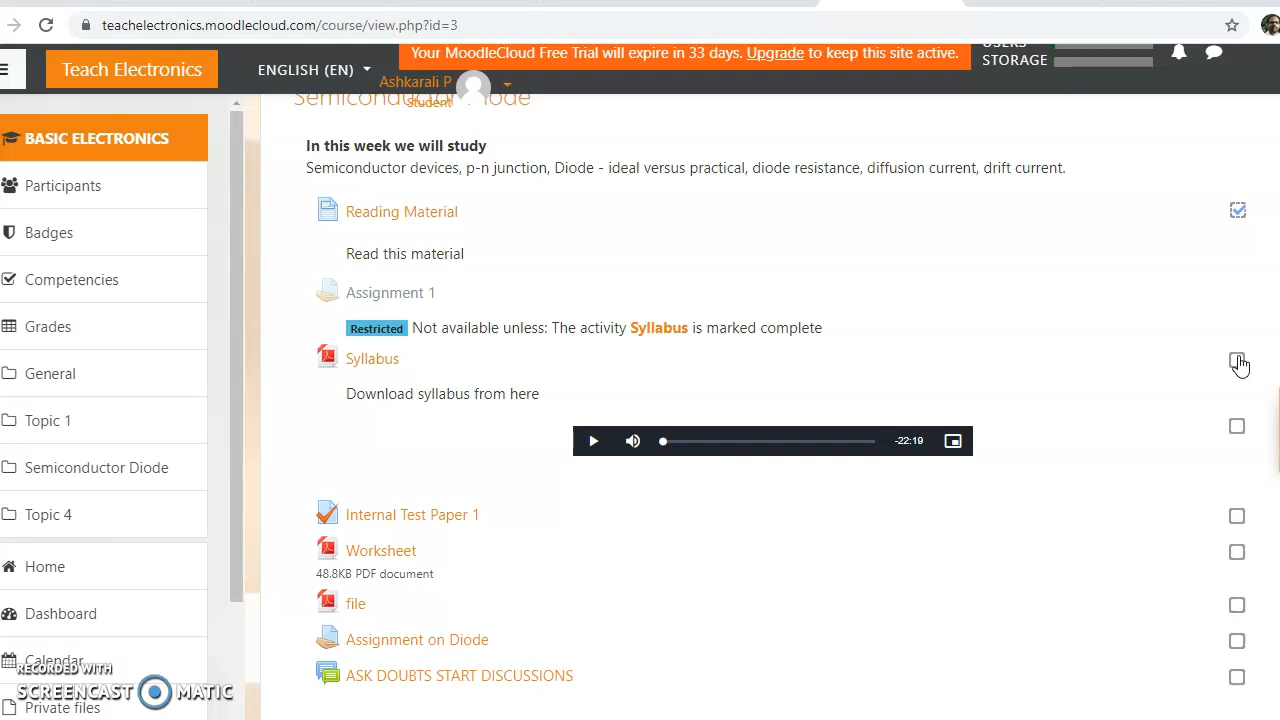 teachelectronics.moodlecloud.com/course/view.php?id=3
Your MoodleCloud Free Trial will expire in 33 days. Upgrade to keep this site active.
USERS
STORAGE
Teach Electronics
ENGLISH (EN)
Ashkarali P
Student
Semiconductor Diode
BASIC ELECTRONICS
Participants
Badges
Competencies
Grades
General
Topic 1
Semiconductor Diode
Topic 4
Home
Dashboard
Calendar
Private files
In this week we will study
Semiconductor devices, p-n junction, Diode - ideal versus practical, diode resistance, diffusion current, drift current.
Reading Material
Read this material
Assignment 1
Restricted Not available unless: The activity Syllabus is marked complete
Syllabus
Download syllabus from here
-22:19
Internal Test Paper 1
Worksheet
48.8KB PDF document
file
Assignment on Diode
ASK DOUBTS START DISCUSSIONS
RECORDED WITH
SCREENCAST MATIC